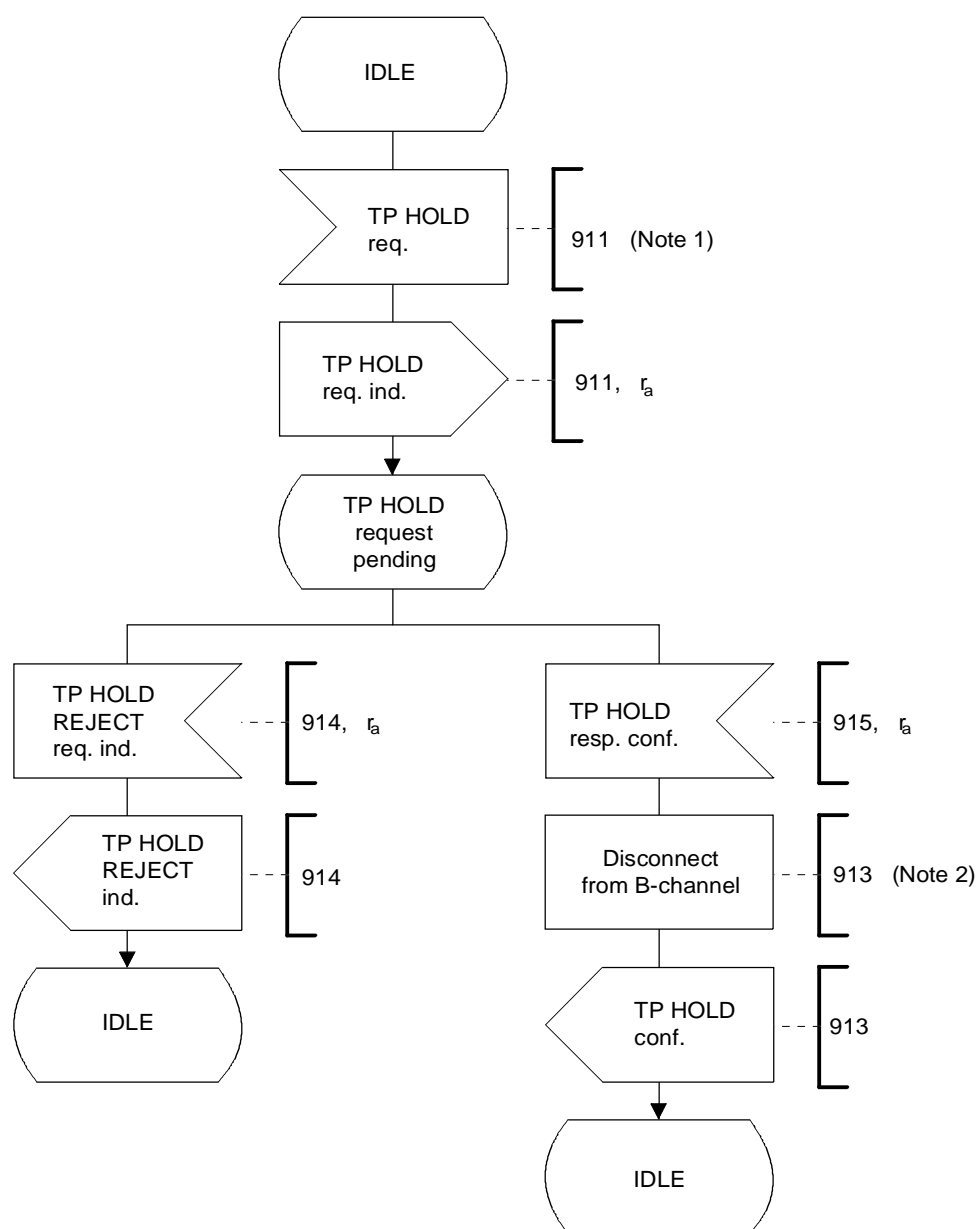 IDLE
TP HOLD
req.
911 (Note 1)
TP HOLD
req. ind.
911, ra
TP HOLD
request
pending
TP HOLD
REJECT
req. ind.
914, ra
TP HOLD
resp. conf.
915, ra
TP HOLD
REJECT
ind.
914
Disconnect
from B-channel
913 (Note 2)
IDLE
TP HOLD
conf.
913
IDLE